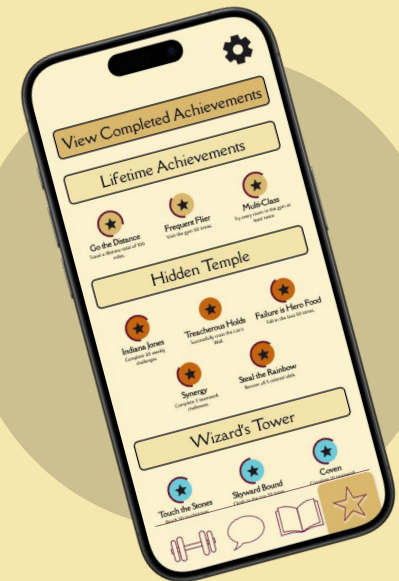 View Completed Achievements
Lifetime Achievements
Go the Distance
Travel a lifetime total of 100
miles.
Frequent Flier
Visit the gym 50 times.
Multi-Class
Try every room in the gym at
least twice.
Hidden Temple
Indiana Jones
Complete 25 weekly
challenges.
Treacherous Holds
Successfully cross the Liar's
Wall.
Failure is Hero Food
Fall in the lava 50 times.
Synergy
Complete 5 teamwork
challenges.
Steal the Rainbow
Recover all 5 colored idols.
Wizard's Tower
Touch the Stones
Skyward Bound
Coven